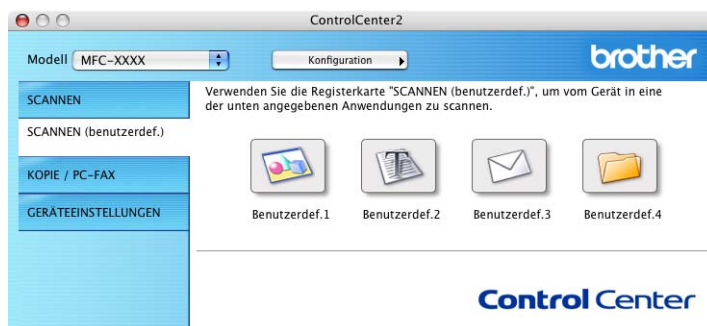 ControlCenter2
Modell MFC-XXXX Konfiguration brother
SCANNEN
SCANNEN (benutzerdef.)
KOPIE / PC-FAX
GERÄTEEINSTELLUNGEN
Verwenden Sie die Registerkarte "SCANNEN (benutzerdef.)", um vom Gerät in eine
der unten angegebenen Anwendungen zu scannen.
Benutzerdef.1 Benutzerdef.2 Benutzerdef.3 Benutzerdef.4
Control Center